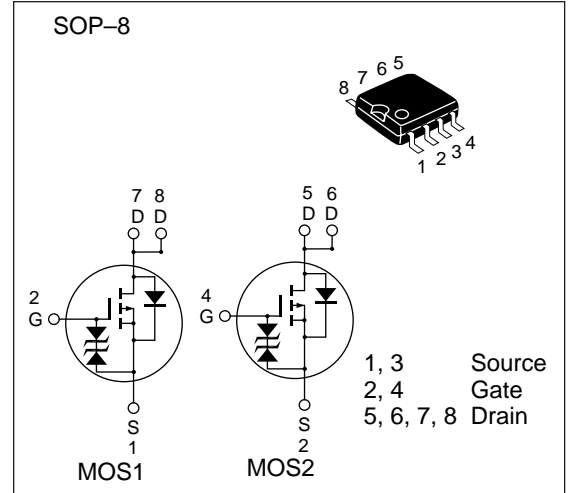 SOP–8
8 7 6 5
1 2 3 4
7 8
D D
2
G
S
1
MOS1
5 6
D D
4
G
S
2
MOS2
1, 3 Source
2, 4 Gate
5, 6, 7, 8 Drain